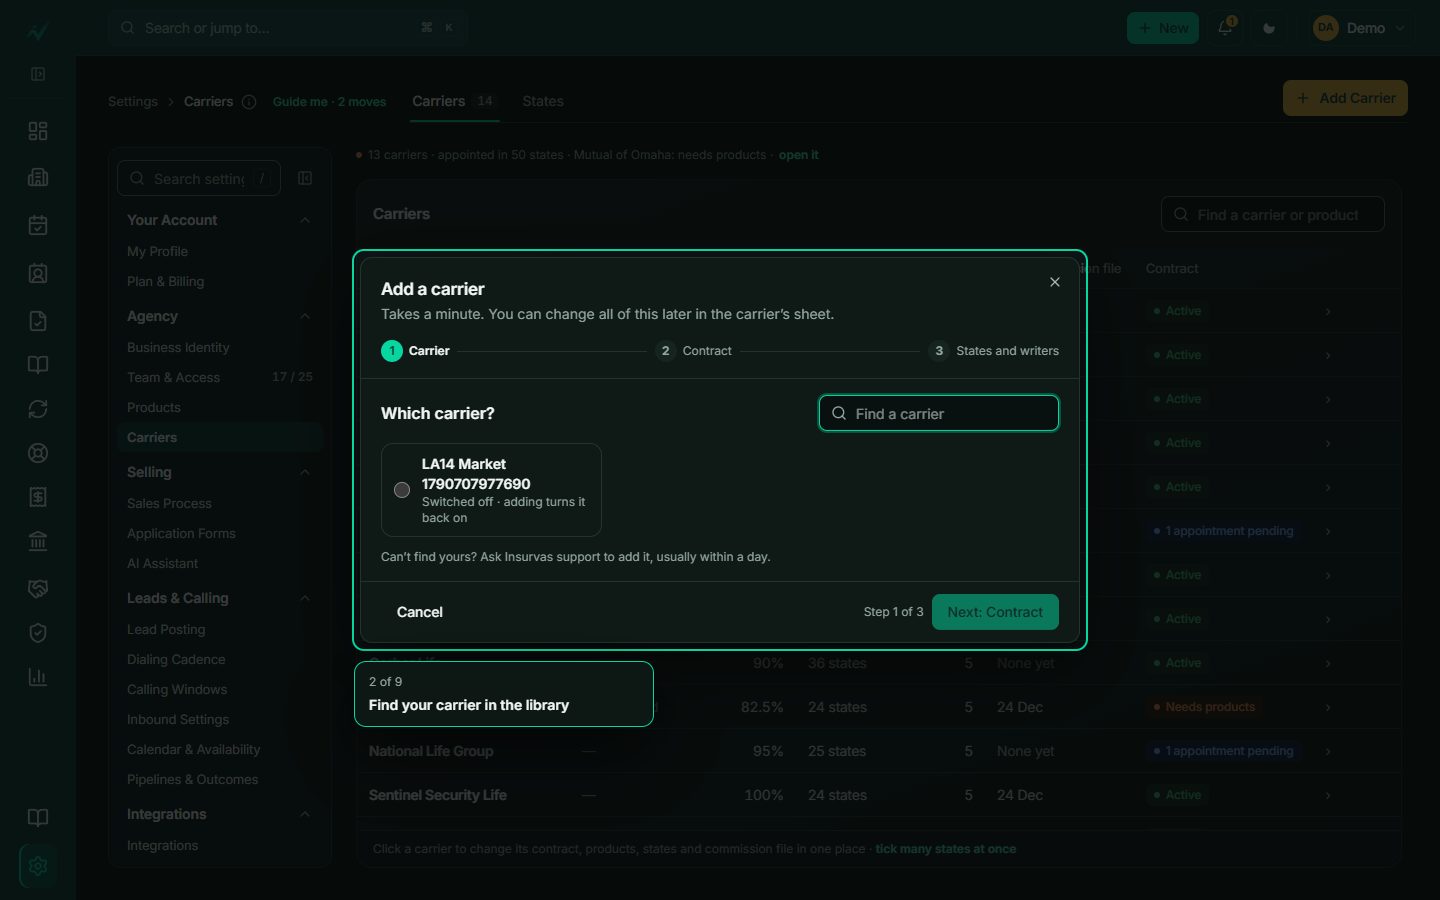 Search or jump to...
⌘ K
+ New
1
DA Demo
Settings > Carriers
Guide me · 2 moves
Carriers 14
States
+ Add Carrier
Search setting /
13 carriers · appointed in 50 states · Mutual of Omaha: needs products · open it
Your Account
My Profile
Plan & Billing
Agency
Business Identity
Team & Access 17 / 25
Products
Carriers
Selling
Sales Process
Application Forms
AI Assistant
Leads & Calling
Lead Posting
Dialing Cadence
Calling Windows
Inbound Settings
Calendar & Availability
Pipelines & Outcomes
Integrations
Integrations
Carriers
Find a carrier or product
file Contract
Active
Active
Active
Active
Active
1 appointment pending
Active
Active
Add a carrier
Takes a minute. You can change all of this later in the carrier's sheet.
1 Carrier
2 Contract
3 States and writers
Which carrier?
Find a carrier
LA14 Market
1790707977690
Switched off · adding turns it
back on
Can't find yours? Ask Insurvas support to add it, usually within a day.
Cancel
Step 1 of 3
Next: Contract
90% 36 states 5 None yet Active
2 of 9
Find your carrier in the library
82.5% 24 states 5 24 Dec Needs products
National Life Group — 95% 25 states 5 None yet 1 appointment pending
Sentinel Security Life — 100% 24 states 5 24 Dec Active
Click a carrier to change its contract, products, states and commission file in one place · tick many states at once